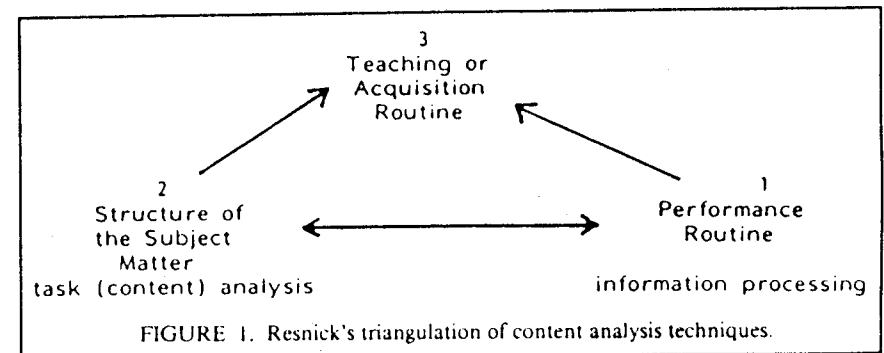 3
Teaching or
Acquisition
Routine
2
Structure of
the Subject
Matter
task (content) analysis
1
Performance
Routine
information processing
FIGURE 1. Resnick's triangulation of content analysis techniques.